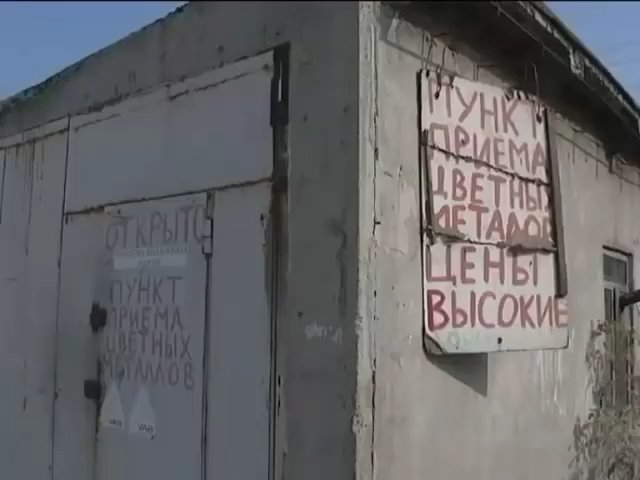 ОТКРЫТО
ПУНКТ
ПРИЕМА
ЦВЕТНЫХ
МЕТАЛЛОВ
ПУНКТ
ПРИЕМА
ЦВЕТНЫХ
МЕТАЛОВ
ЦЕНЫ
ВЫСОКИЕ